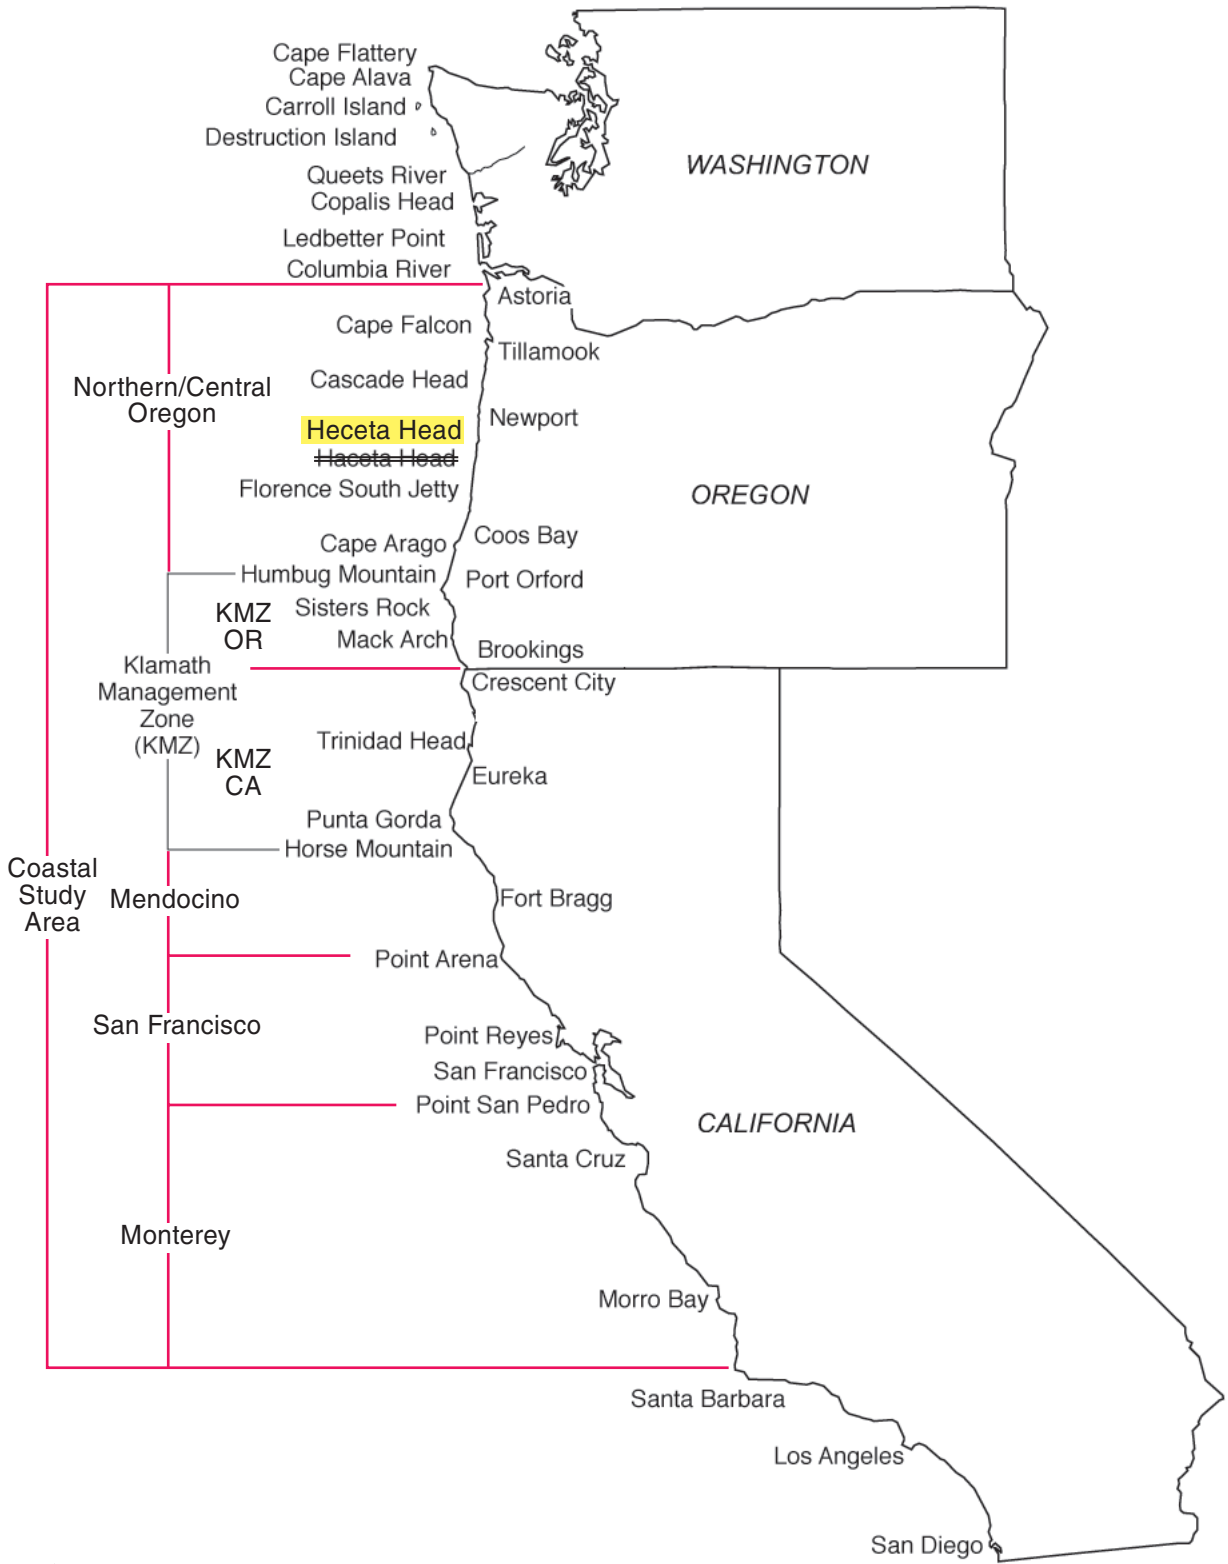 Cape Flattery
Cape Alava
Carroll Island
Destruction Island
WASHINGTON
Queets River
Copalis Head
Ledbetter Point
Columbia River
Astoria
Cape Falcon
Tillamook
Cascade Head
Northern/Central
Oregon
Newport
Heceta Head
Haceta Head
Florence South Jetty
OREGON
Coos Bay
Cape Arago
Humbug Mountain
Port Orford
KMZ
OR
Sisters Rock
Mack Arch
Brookings
Klamath
Management
Zone
(KMZ)
Crescent City
Trinidad Head
KMZ
CA
Eureka
Punta Gorda
Horse Mountain
Coastal
Study
Area
Mendocino
Fort Bragg
Point Arena
San Francisco
Point Reyes
San Francisco
Point San Pedro
CALIFORNIA
Santa Cruz
Monterey
Morro Bay
Santa Barbara
Los Angeles
San Diego